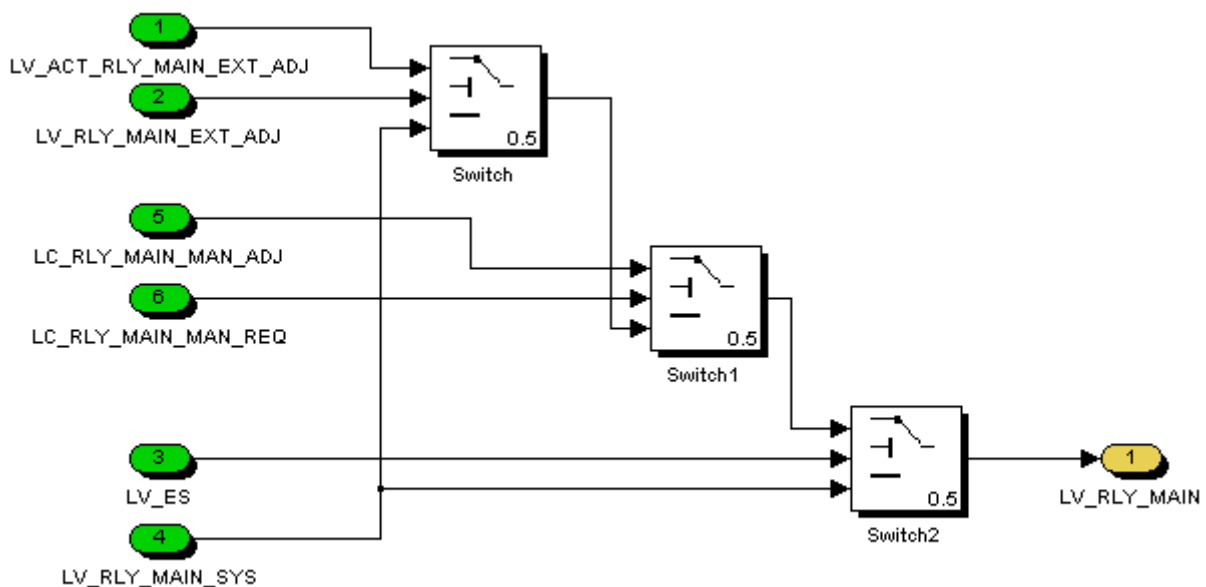 1
LV_ACT_RLY_MAIN_EXT_ADJ
2
LV_RLY_MAIN_EXT_ADJ
0.5
Switch
5
LC_RLY_MAIN_MAN_ADJ
6
LC_RLY_MAIN_MAN_REQ
0.5
Switch1
3
LV_ES
4
LV_RLY_MAIN_SYS
0.5
Switch2
1
LV_RLY_MAIN